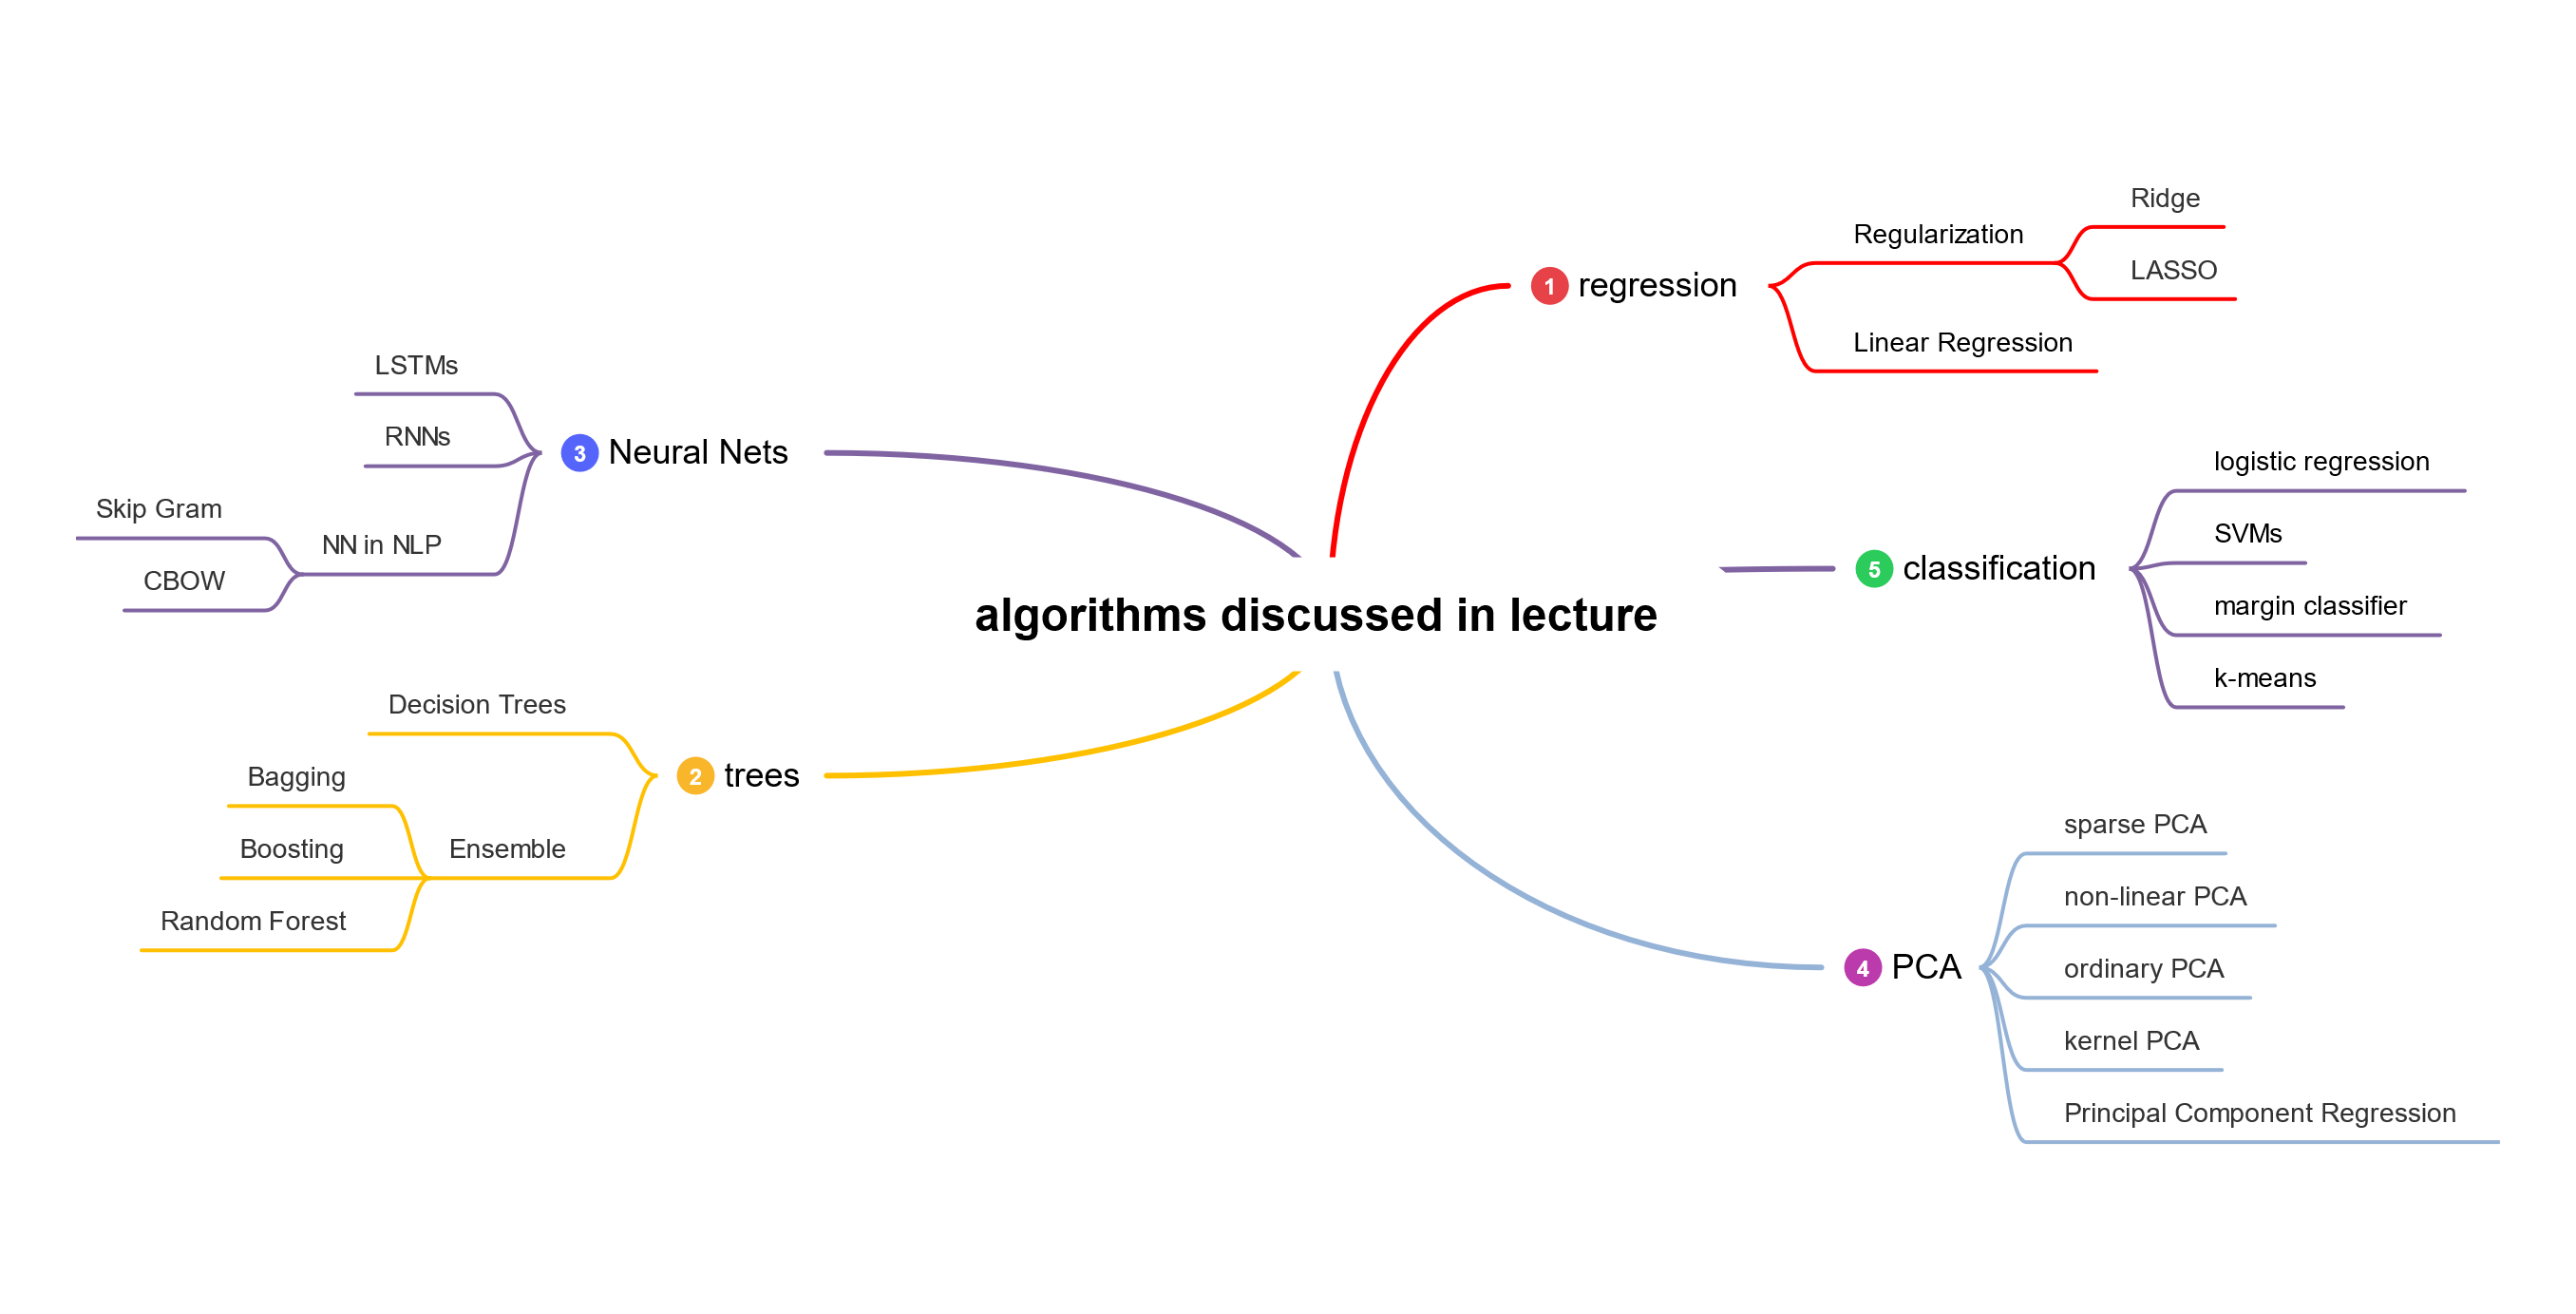 algorithms discussed in lecture
1 regression
Regularization
Ridge
LASSO
Linear Regression
2 trees
Decision Trees
Ensemble
Bagging
Boosting
Random Forest
3 Neural Nets
LSTMs
RNNs
NN in NLP
Skip Gram
CBOW
4 PCA
sparse PCA
non-linear PCA
ordinary PCA
kernel PCA
Principal Component Regression
5 classification
logistic regression
SVMs
margin classifier
k-means